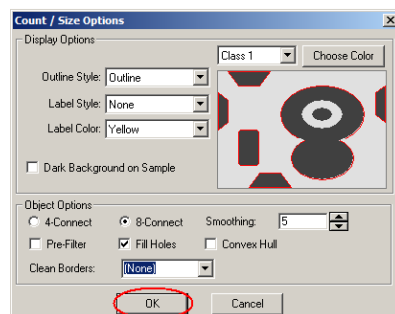 Count / Size Options
Display Options
Class 1 Choose Color
Outline Style: Outline
Label Style: None
Label Color: Yellow
Dark Background on Sample
Object Options
4-Connect 8-Connect Smoothing: 5
Pre-Filter Fill Holes Convex Hull
Clean Borders: (None)
OK Cancel